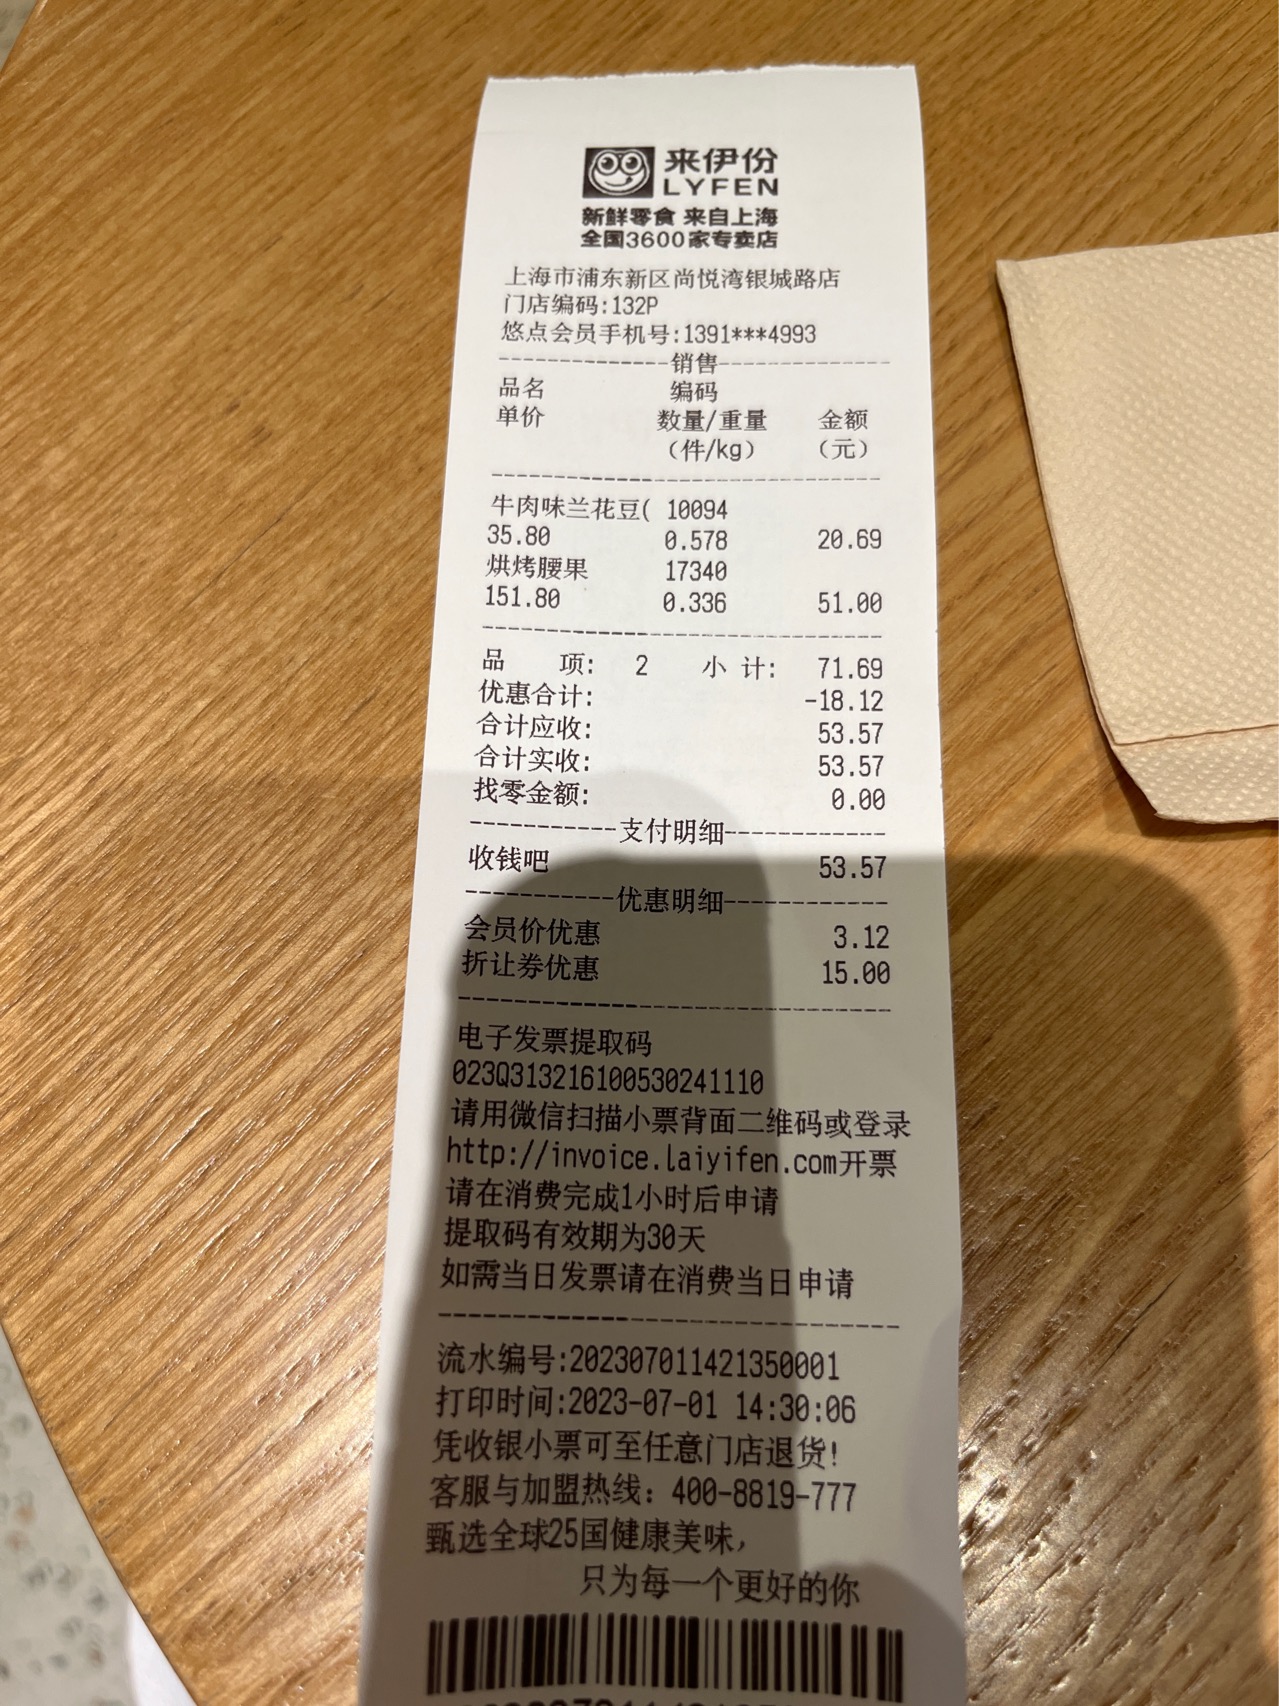 来伊份
LYFEN
新鲜零食 来自上海
全国3600家专卖店
上海市浦东新区尚悦湾银城路店
门店编码:132P
悠点会员手机号:1391***4993
--------------销售--------------
品名 编码
单价 数量/重量 金额
(件/kg) (元)
牛肉味兰花豆( 10094
35.80 0.578 20.69
烘烤腰果 17340
151.80 0.336 51.00
品 项: 2 小 计: 71.69
优惠合计: -18.12
合计应收: 53.57
合计实收: 53.57
找零金额: 0.00
------------支付明细------------
收钱吧 53.57
------------优惠明细------------
会员价优惠 3.12
折让券优惠 15.00
电子发票提取码
023Q313216100530241110
请用微信扫描小票背面二维码或登录
http://invoice.laiyifen.com开票
请在消费完成1小时后申请
提取码有效期为30天
如需当日发票请在消费当日申请
流水编号:202307011421350001
打印时间:2023-07-01 14:30:06
凭收银小票可至任意门店退货!
客服与加盟热线: 400-8819-777
甄选全球25国健康美味,
只为每一个更好的你